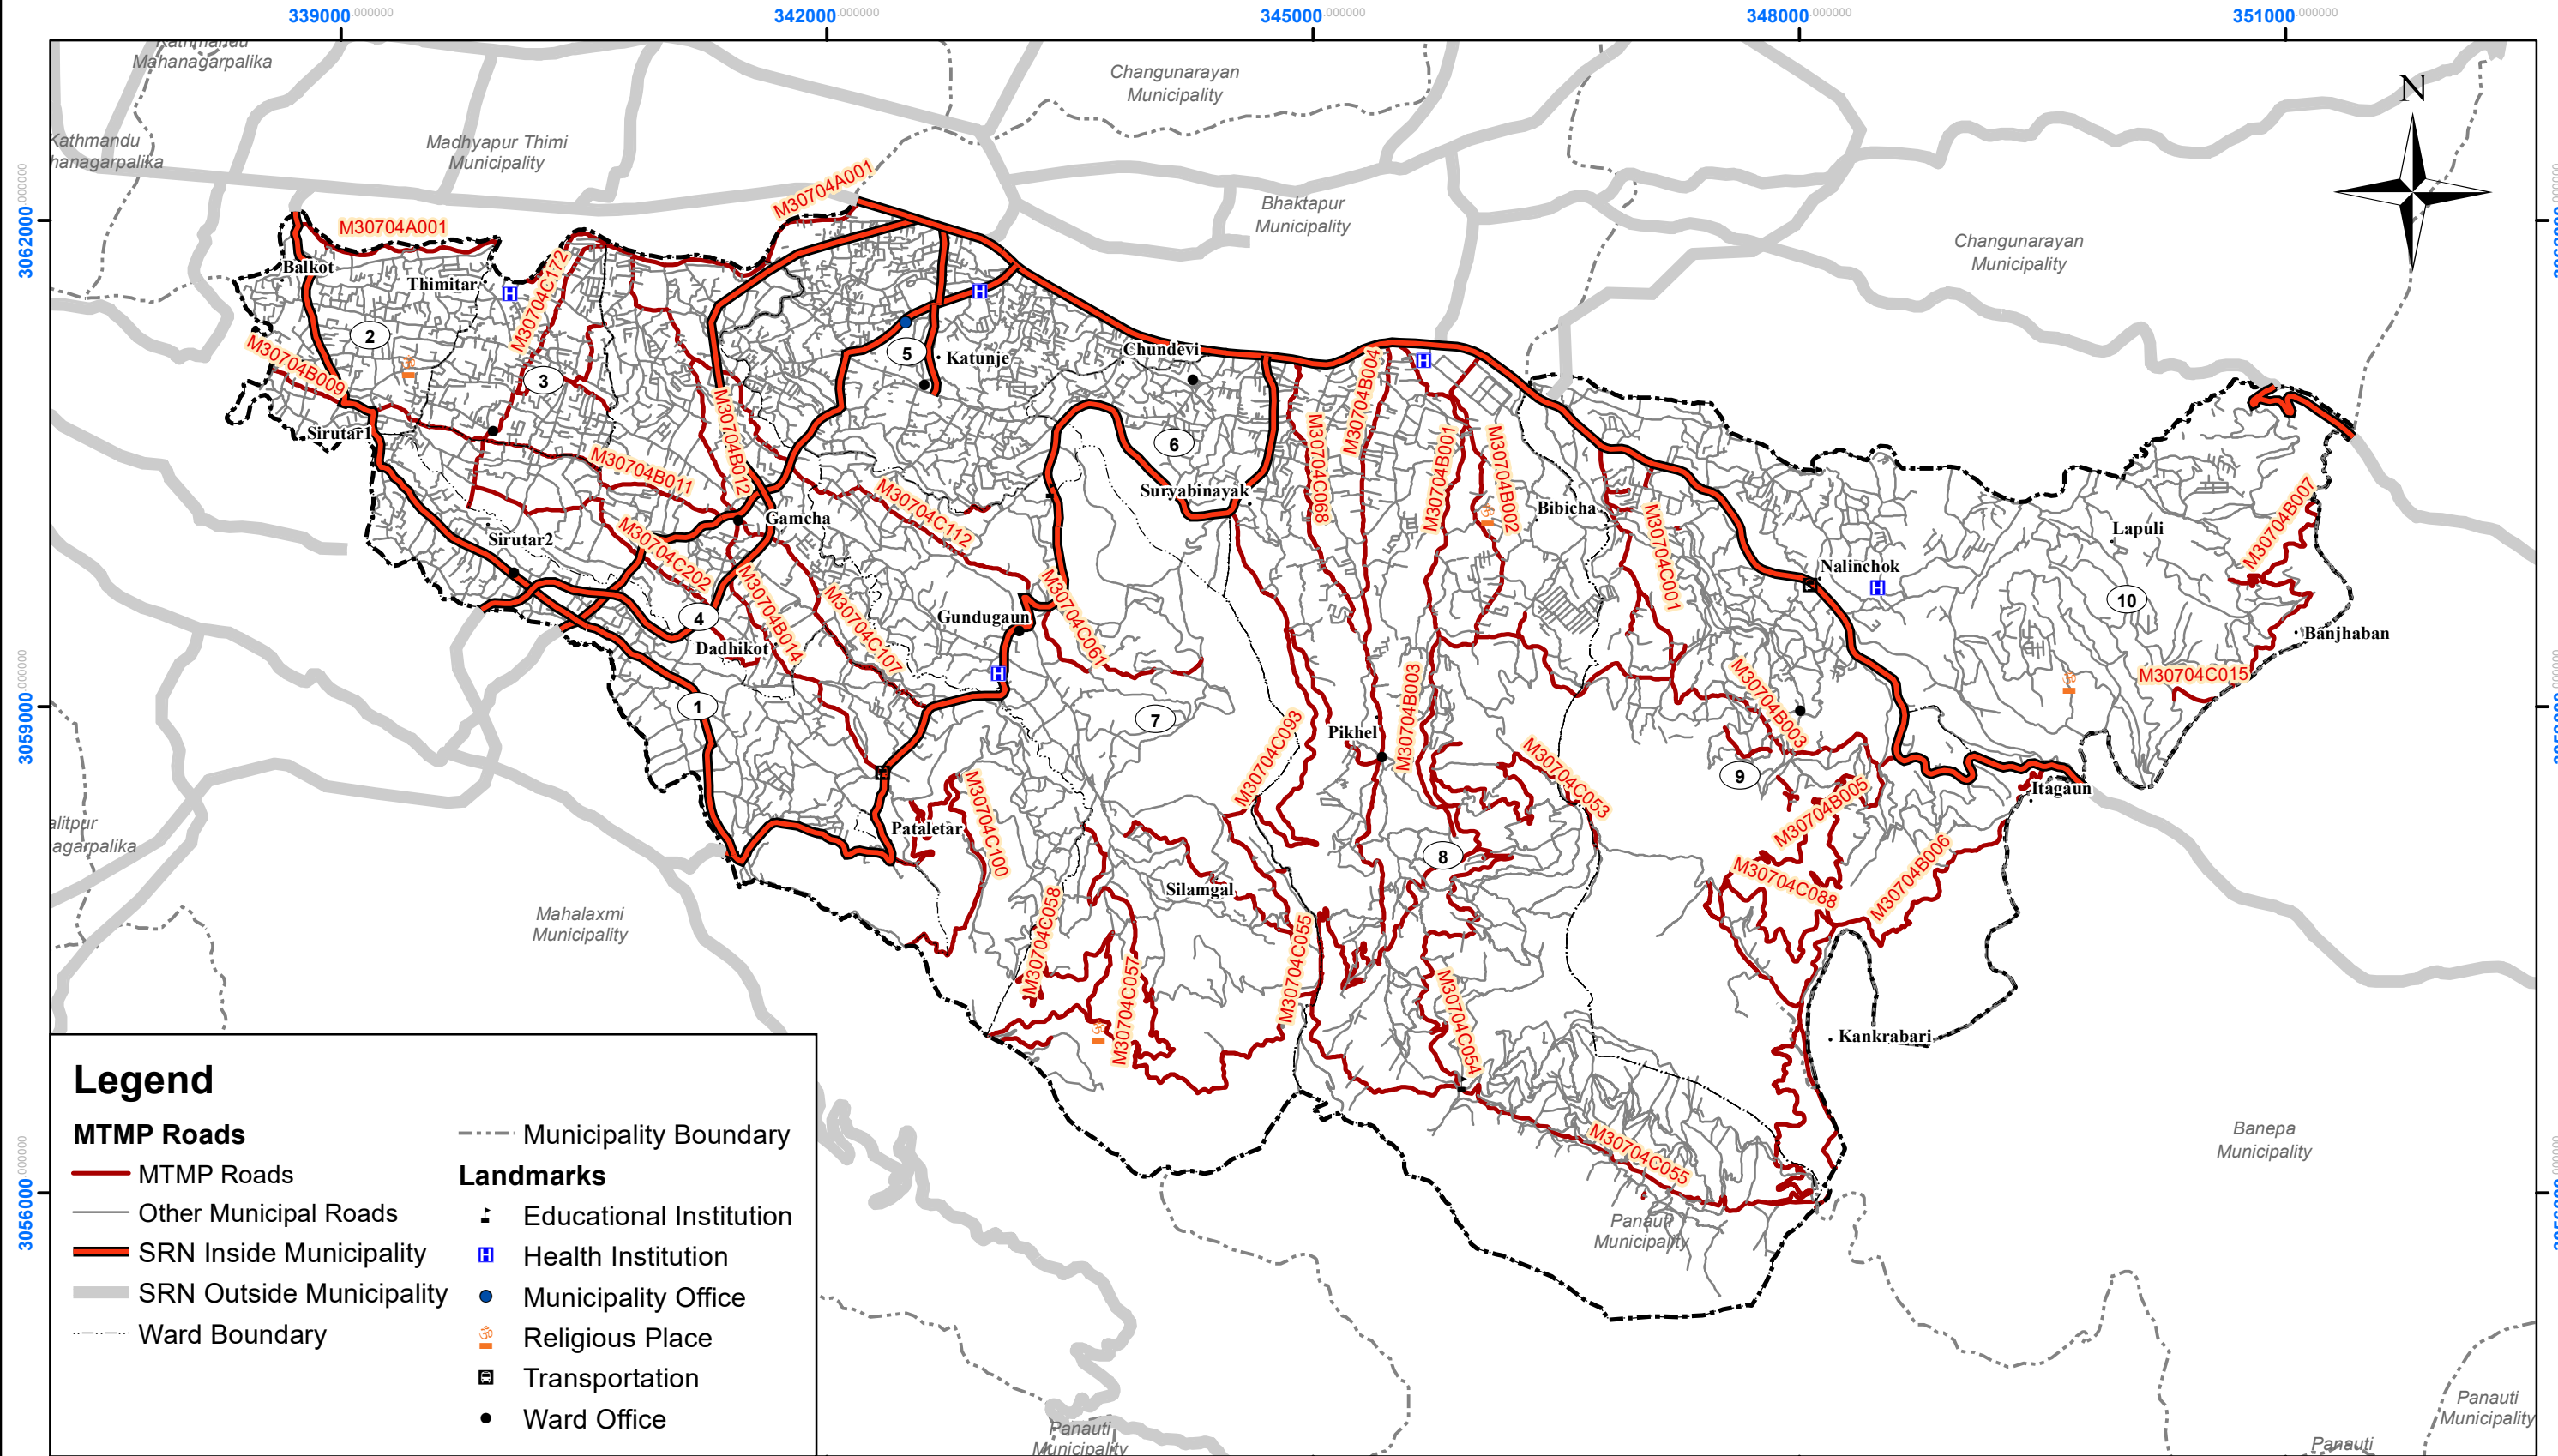 339000.000000
342000.000000
345000.000000
348000.000000
351000.000000
Kathmandu
Mahanagarpalika
Changunarayan
Municipality
N
Kathmandu
hanagarpalika
Madhyapur Thimi
Municipality
3062000.000000
M30704A001
M30704A001
Bhaktapur
Municipality
Changunarayan
Municipality
Balkot
Thimitar
M30704C172
2
5
Katunje
Chundevi
M30704B009
3
M30704B012
M30704B004
M30704C068
M30704B001
M30704B002
Sirutar1
6
M30704B011
M30704C112
Suryabinayak
Bibicha
Gamcha
M30704C001
Lapuli
M30704B007
Sirutar2
M30704C202
Nalinchok
10
4
M30704B014
M30704C107
Gundugaun
M30704C061
Dadhikot
Banjhaban
M30704C015
3059000.000000
1
7
M30704C093
Pikhel
M30704B003
M30704B003
M30704C053
9
Itagaun
M30704B005
M30704C100
Pataletar
alitpur
agarpalika
8
M30704C088
M30704B006
Silamgal
M30704C058
Mahalaxmi
Municipality
M30704C057
M30704C055
M30704C054
Kankrabari
M30704C055
Banepa
Municipality
3056000.000000
Panauti
Municipality
Legend
MTMP Roads
MTMP Roads
Other Municipal Roads
SRN Inside Municipality
SRN Outside Municipality
Ward Boundary
Municipality Boundary
Landmarks
Educational Institution
Health Institution
Municipality Office
Religious Place
Transportation
Ward Office
Panauti
Municipality
Panauti
Municipality
Panauti